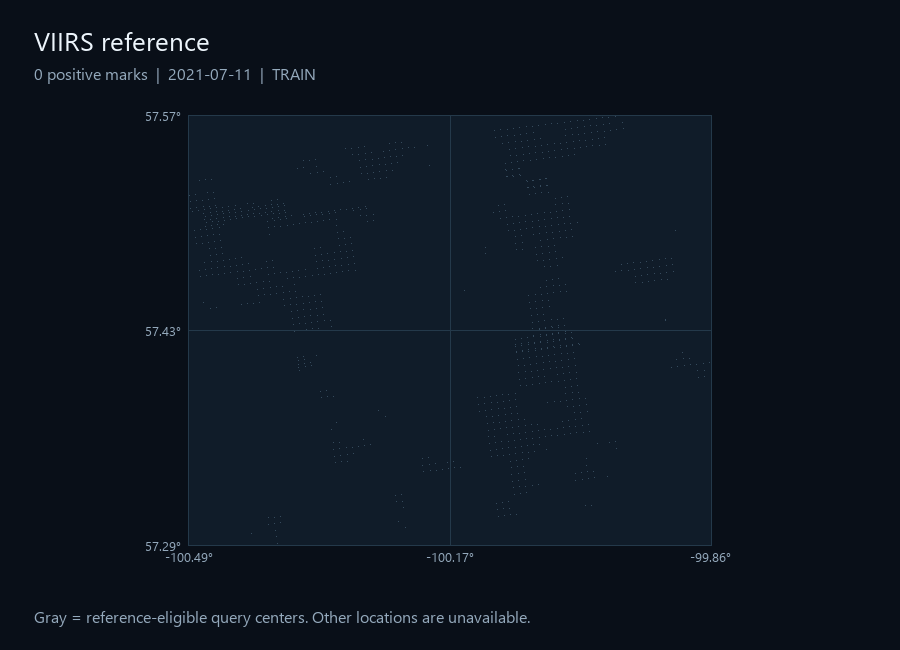 VIIRS reference
0 positive marks | 2021-07-11 | TRAIN
57.57°
57.43°
57.29°
-100.49° -100.17° -99.86°
Gray = reference-eligible query centers. Other locations are unavailable.